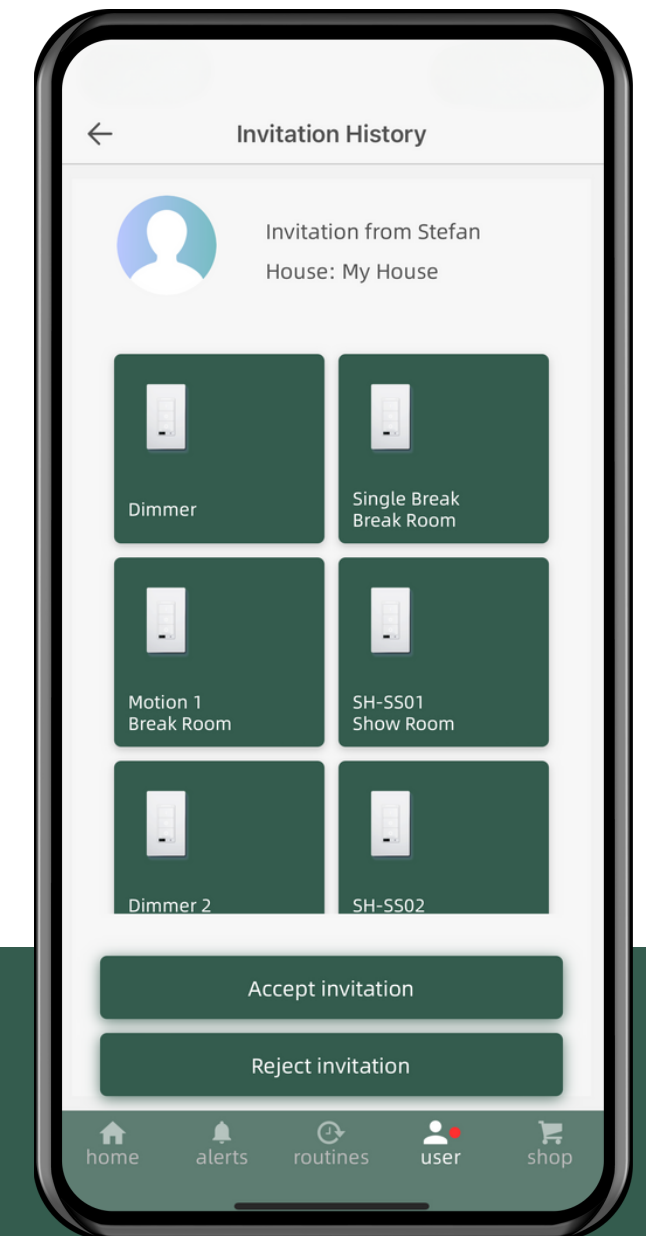 Invitation History
Invitation from Stefan
House: My House
Dimmer
Single Break
Break Room
Motion 1
Break Room
SH-SS01
Show Room
Dimmer 2
SH-SS02
Accept invitation
Reject invitation
home alerts routines user shop